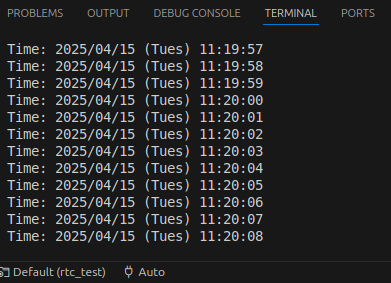 PROBLEMS OUTPUT DEBUG CONSOLE TERMINAL PORTS
Time: 2025/04/15 (Tues) 11:19:57
Time: 2025/04/15 (Tues) 11:19:58
Time: 2025/04/15 (Tues) 11:19:59
Time: 2025/04/15 (Tues) 11:20:00
Time: 2025/04/15 (Tues) 11:20:01
Time: 2025/04/15 (Tues) 11:20:02
Time: 2025/04/15 (Tues) 11:20:03
Time: 2025/04/15 (Tues) 11:20:04
Time: 2025/04/15 (Tues) 11:20:05
Time: 2025/04/15 (Tues) 11:20:06
Time: 2025/04/15 (Tues) 11:20:07
Time: 2025/04/15 (Tues) 11:20:08
Default (rtc_test) Auto